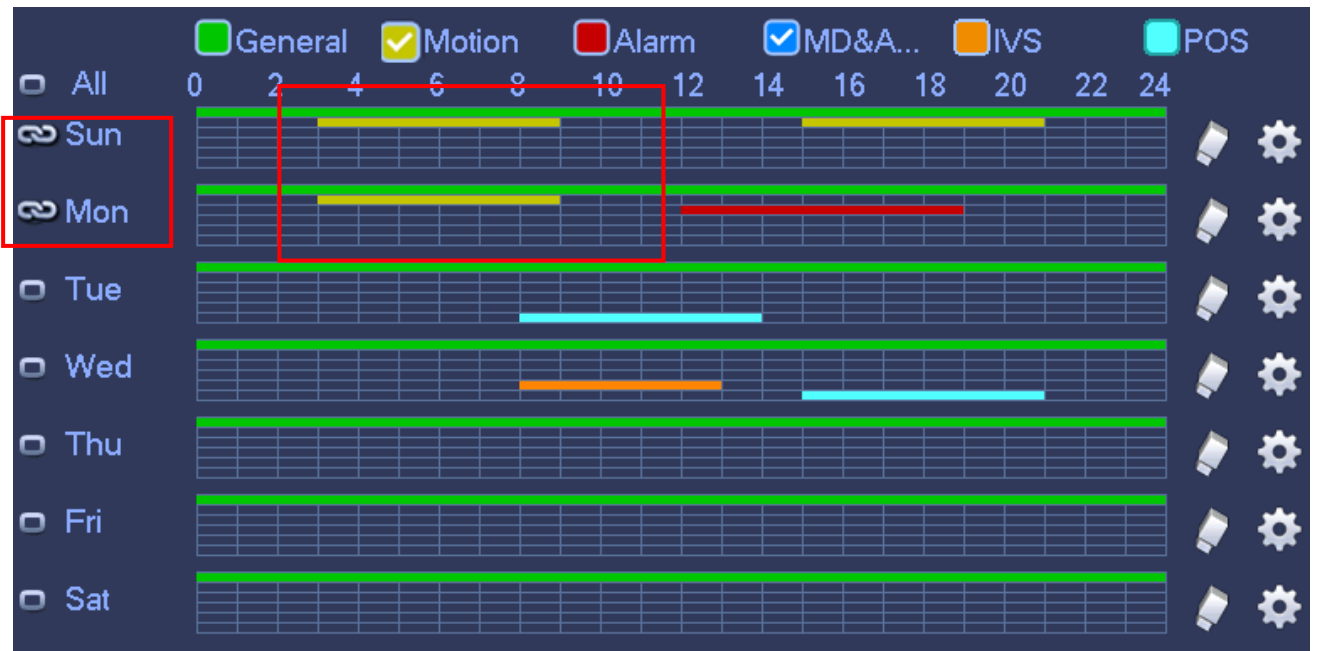 General Motion Alarm MD&A... IVS POS
All 0 2 4 6 8 10 12 14 16 18 20 22 24
Sun
Mon
Tue
Wed
Thu
Fri
Sat